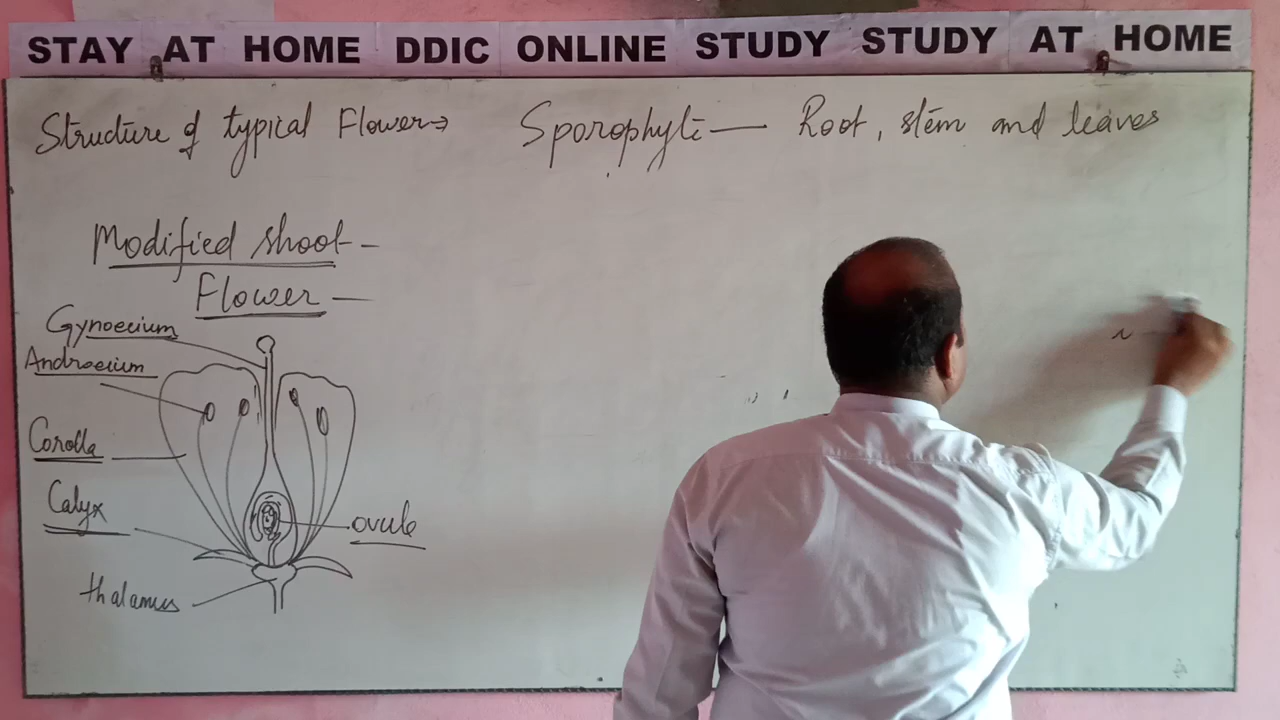 STAY AT HOME DDIC ONLINE STUDY STUDY AT HOME
Structure of typical Flower→ Sporophyte — Root, stem and leaves
Modified shoot -
Flower —
Gynoecium
Androecium
Corolla
Calyx
ovule
thalamus